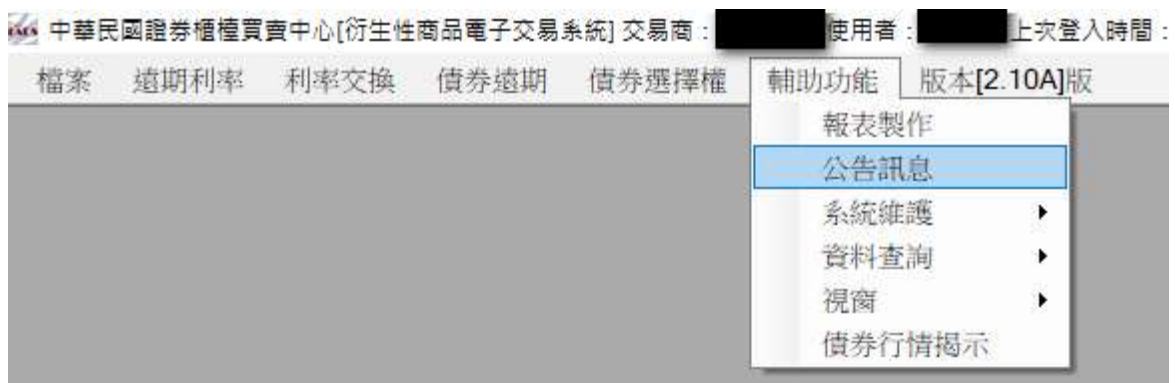 中華民國證券櫃檯買賣中心[衍生性商品電子交易系統] 交易商： 使用者： 上次登入時間：
檔案 遠期利率 利率交換 債券遠期 債券選擇權 輔助功能 版本[2.10A]版
報表製作
公告訊息
系統維護
資料查詢
視窗
債券行情揭示